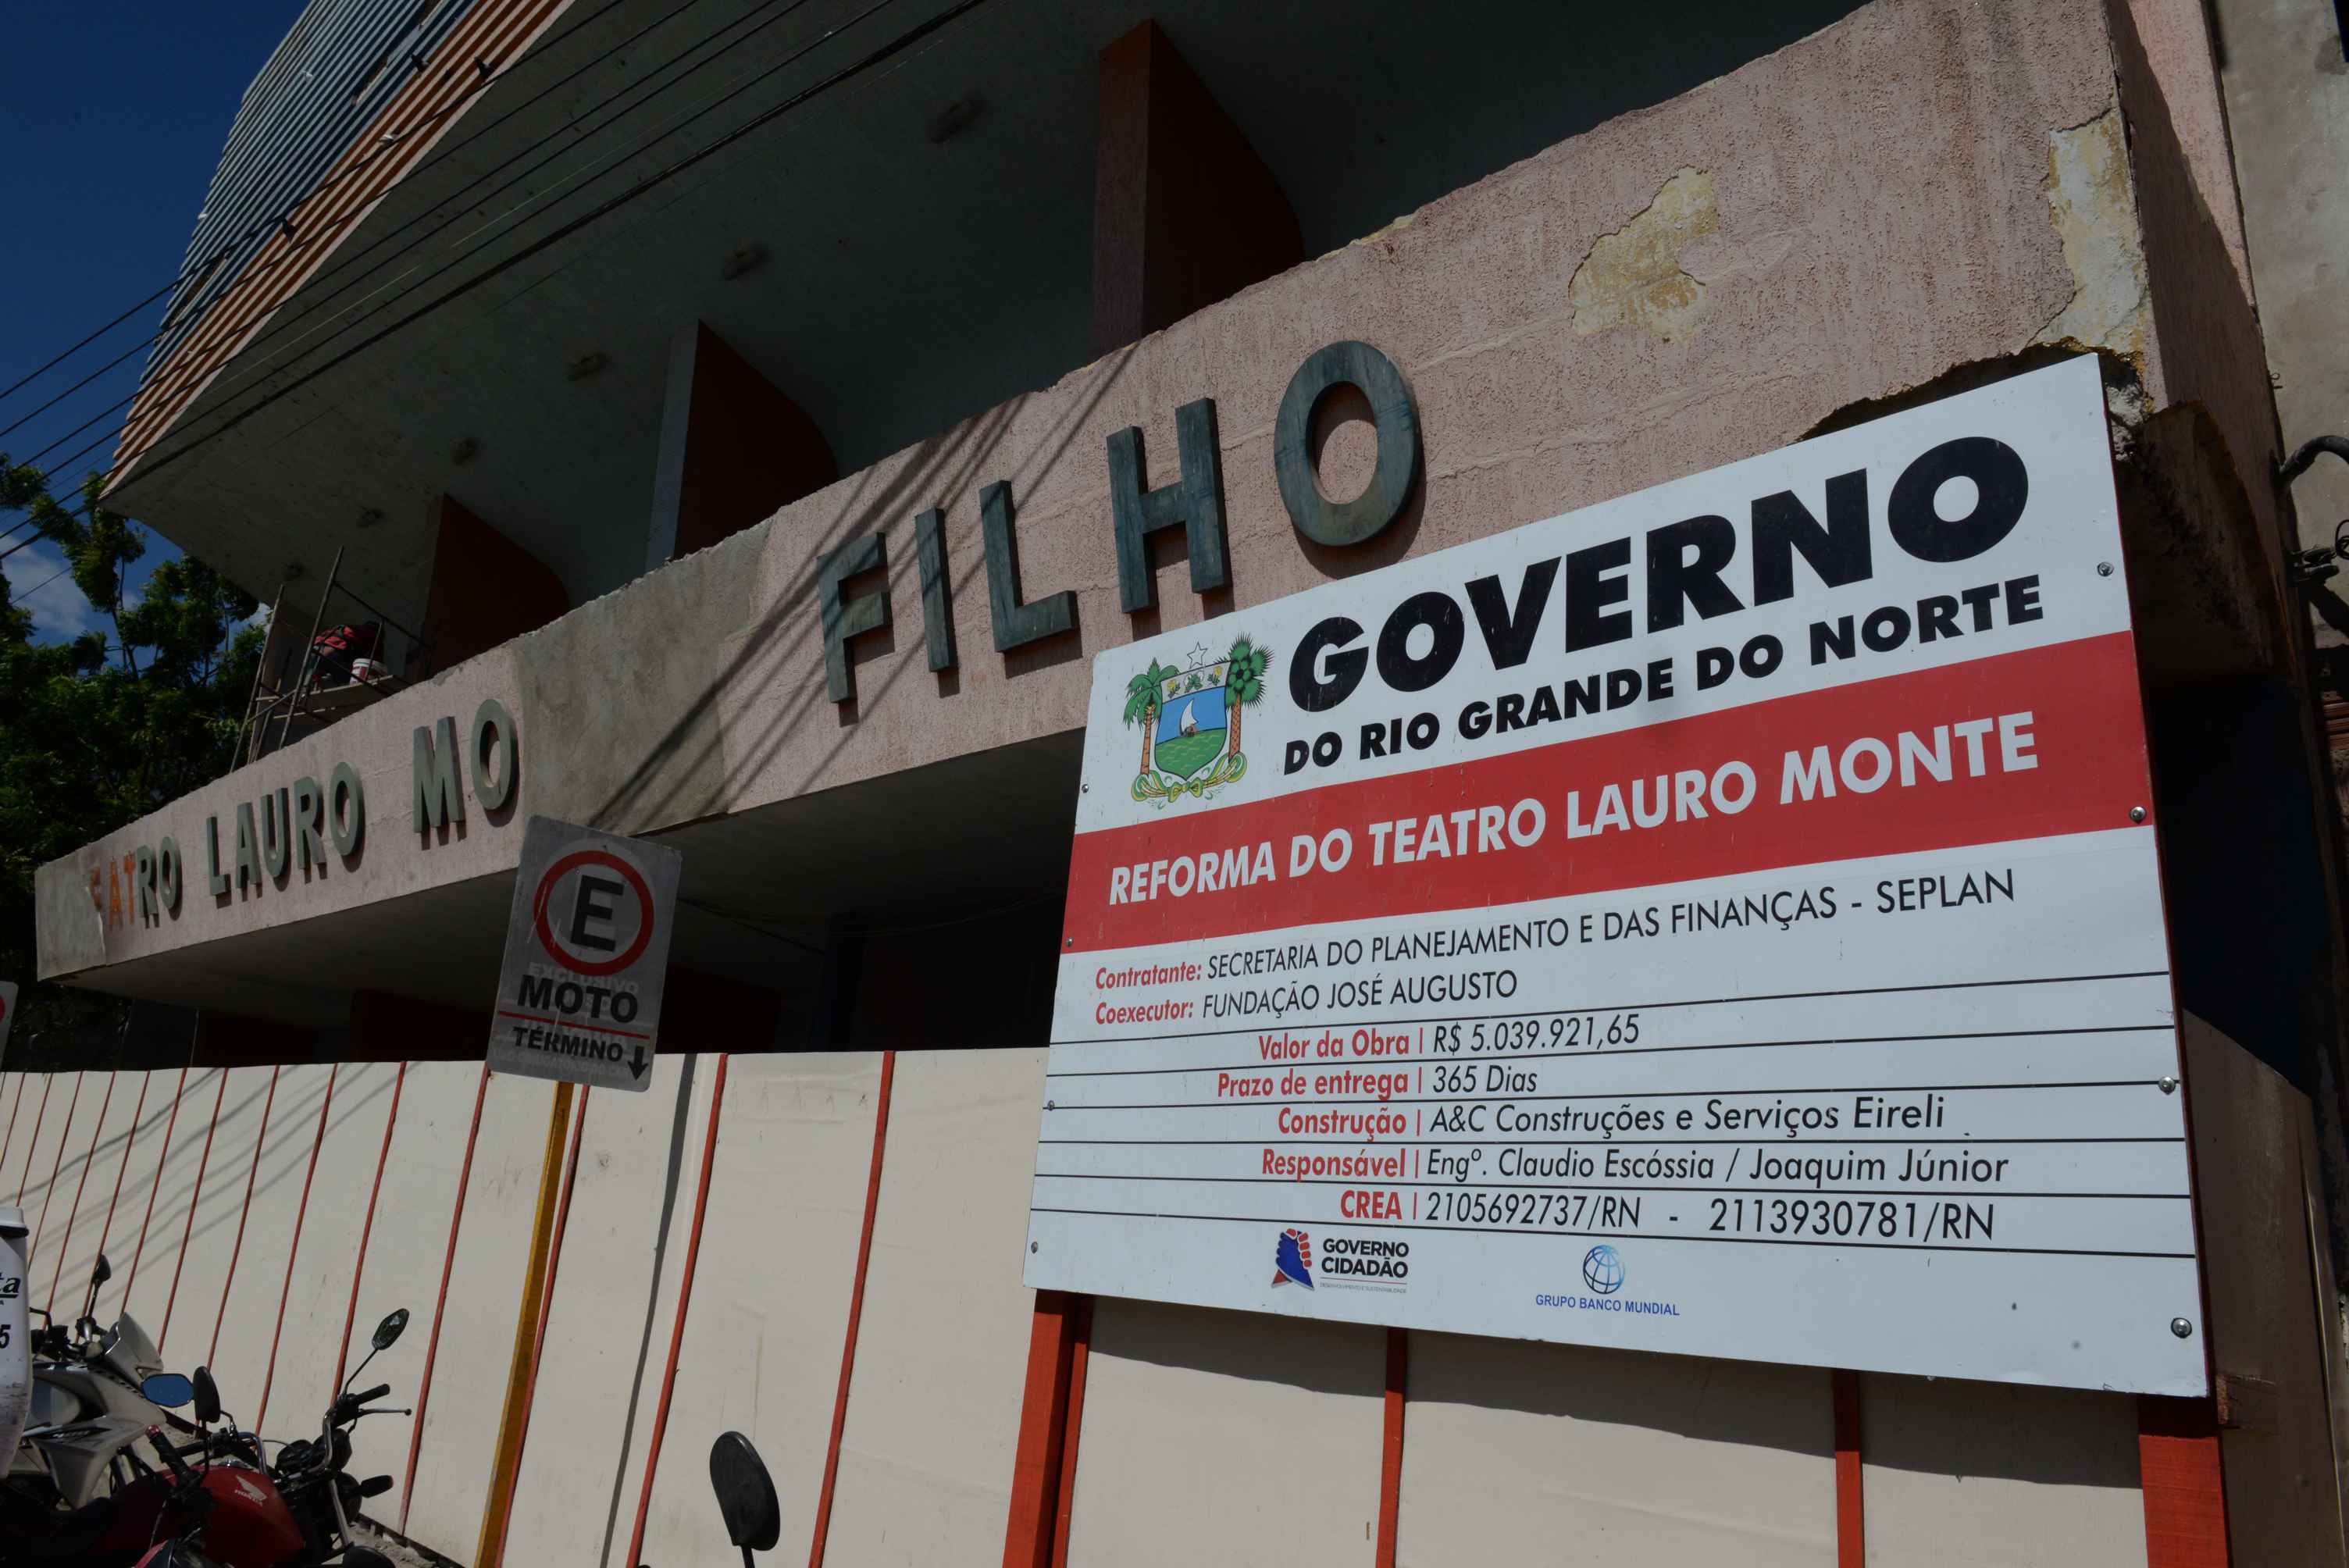 EATRO LAURO MO FILHO
E
EXCLUSIVO
MOTO
TÉRMINO
GOVERNO
DO RIO GRANDE DO NORTE
REFORMA DO TEATRO LAURO MONTE
Contratante: SECRETARIA DO PLANEJAMENTO E DAS FINANÇAS - SEPLAN
Coexecutor: FUNDAÇÃO JOSÉ AUGUSTO
Valor da Obra | R$ 5.039.921,65
Prazo de entrega | 365 Dias
Construção | A&C Construções e Serviços Eireli
Responsável | Engº. Claudio Escóssia / Joaquim Júnior
CREA | 2105692737/RN - 2113930781/RN
GOVERNO
CIDADÃO
GRUPO BANCO MUNDIAL
HONDA